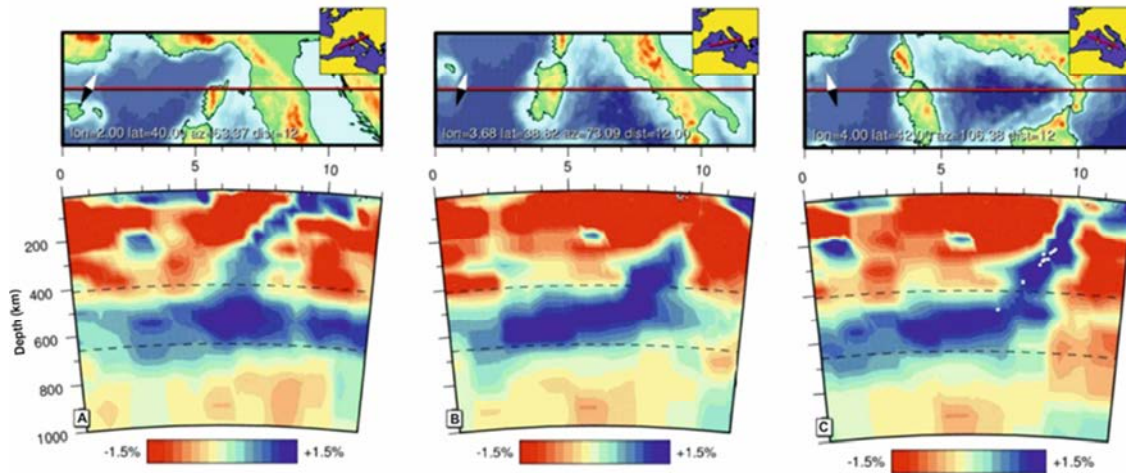 lon=2.00 lat=40.00 az=63.37 dist=12
0 5 10
200
400
600
800
1000
Depth (km)
A
-1.5% +1.5%
lon=3.68 lat=38.82 az=73.09 dist=12.00
0 5 10
B
-1.5% +1.5%
lon=4.00 lat=42.00 az=106.38 dist=12
0 5 10
C
-1.5% +1.5%